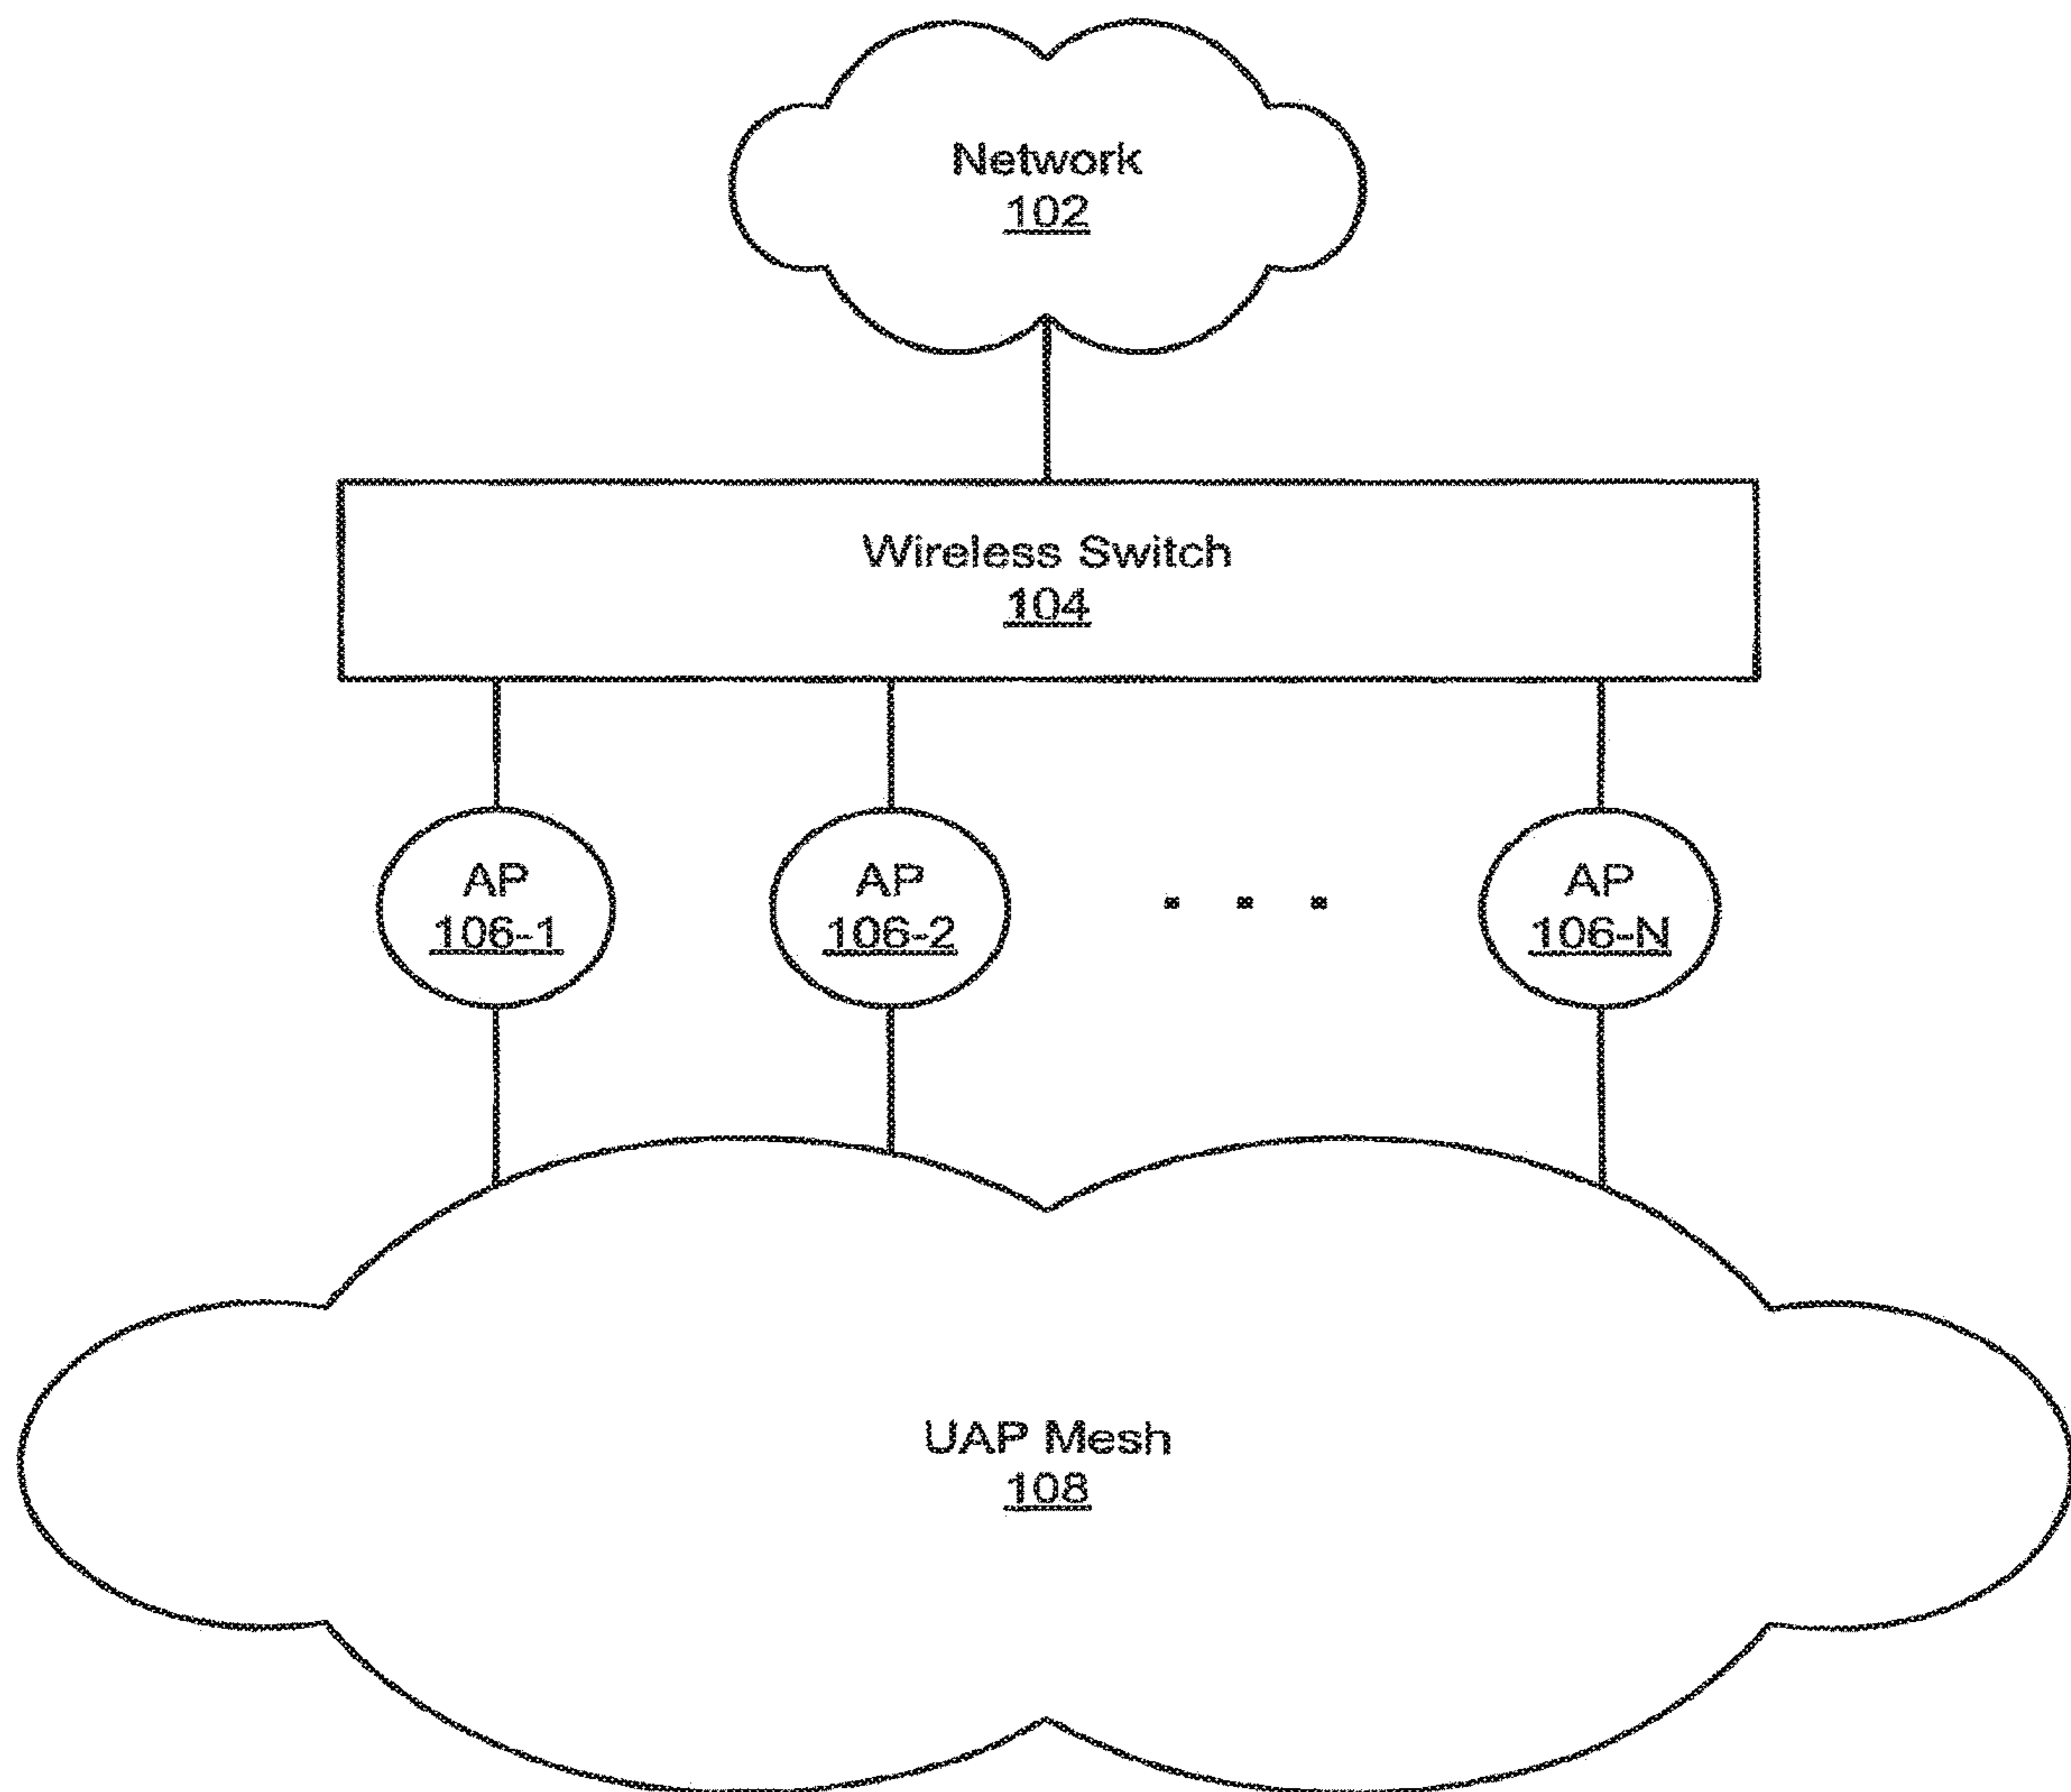 Network
102
Wireless Switch
104
AP
106-1
AP
106-2
AP
106-N
UAP Mesh
108